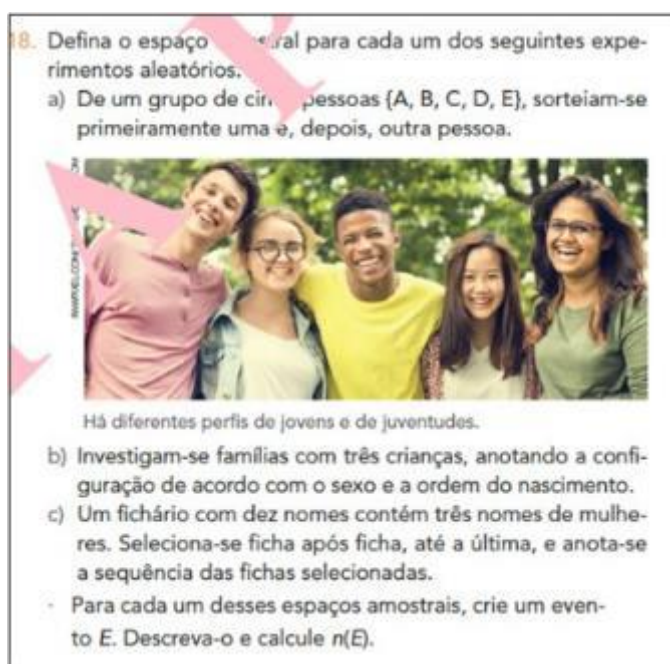 18. Defina o espaço para cada um dos seguintes expe-
rimentos aleatórios.
a) De um grupo de pessoas {A, B, C, D, E}, sorteiam-se
primeiramente uma e, depois, outra pessoa.
Há diferentes perfis de jovens e de juventudes.
b) Investigam-se famílias com três crianças, anotando a confi-
guração de acordo com o sexo e a ordem do nascimento.
c) Um fichário com dez nomes contém três nomes de mulhe-
res. Seleciona-se ficha após ficha, até a última, e anota-se
a sequência das fichas selecionadas.
· Para cada um desses espaços amostrais, crie um even-
to E. Descreva-o e calcule n(E).